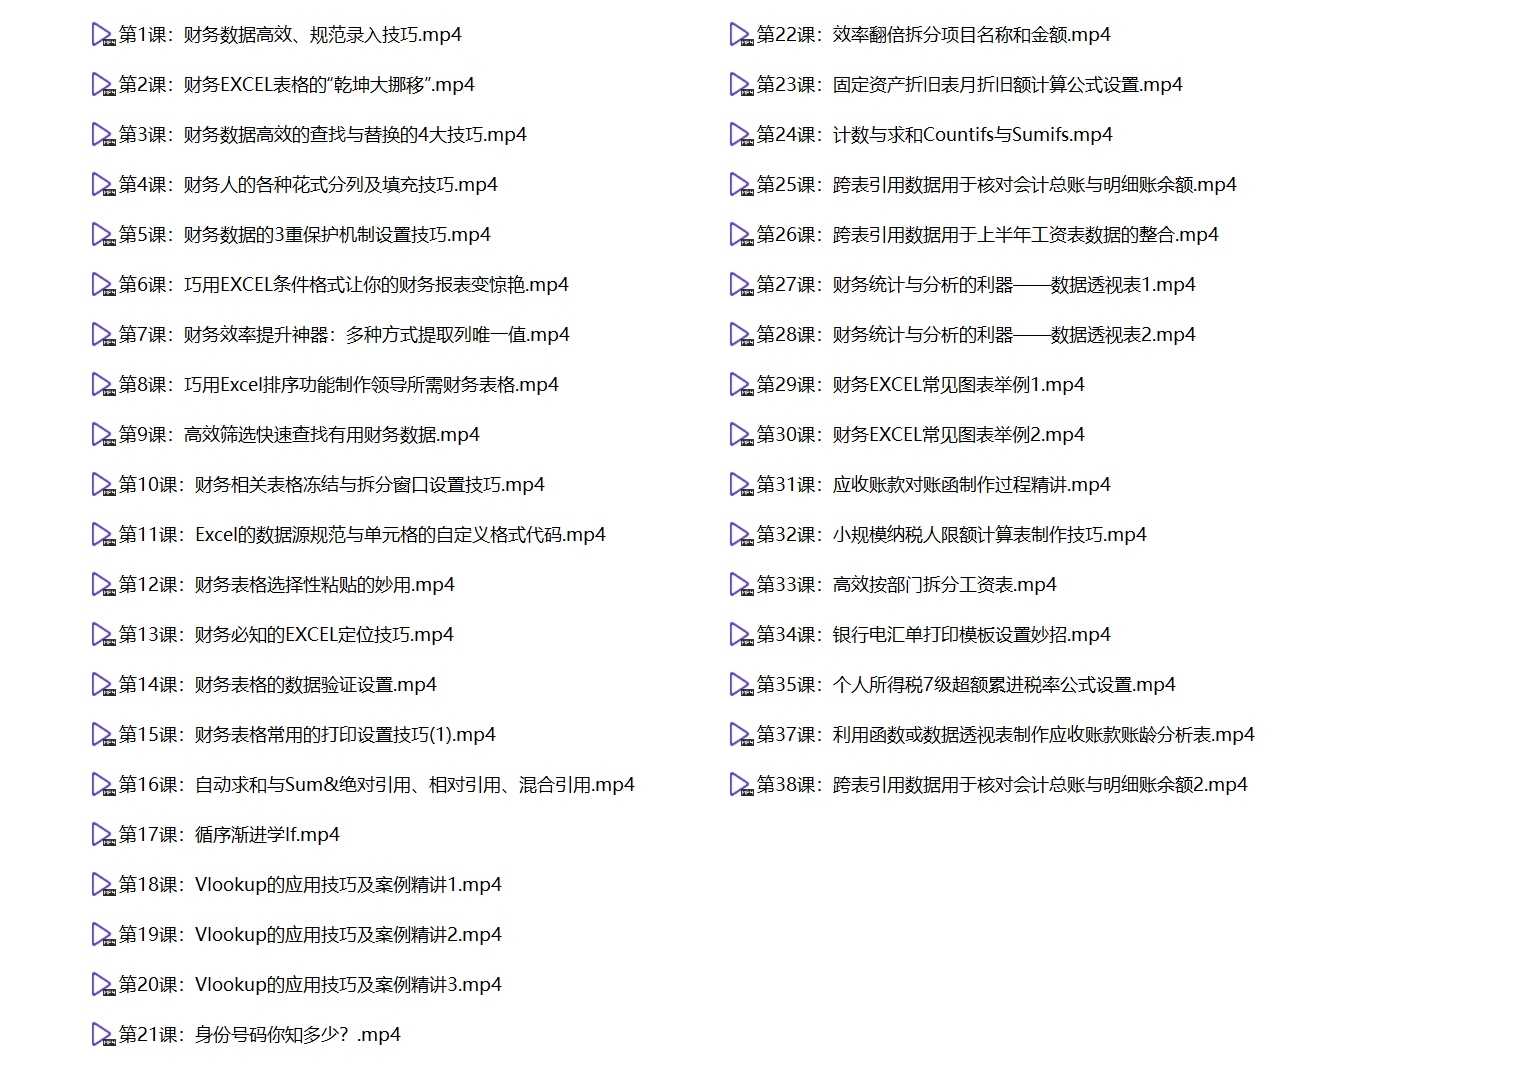 第1课：财务数据高效、规范录入技巧.mp4
第2课：财务EXCEL表格的“乾坤大挪移”.mp4
第3课：财务数据高效的查找与替换的4大技巧.mp4
第4课：财务人的各种花式分列及填充技巧.mp4
第5课：财务数据的3重保护机制设置技巧.mp4
第6课：巧用EXCEL条件格式让你的财务报表变惊艳.mp4
第7课：财务效率提升神器：多种方式提取列唯一值.mp4
第8课：巧用Excel排序功能制作领导所需财务表格.mp4
第9课：高效筛选快速查找有用财务数据.mp4
第10课：财务相关表格冻结与拆分窗口设置技巧.mp4
第11课：Excel的数据源规范与单元格的自定义格式代码.mp4
第12课：财务表格选择性粘贴的妙用.mp4
第13课：财务必知的EXCEL定位技巧.mp4
第14课：财务表格的数据验证设置.mp4
第15课：财务表格常用的打印设置技巧(1).mp4
第16课：自动求和与Sum&绝对引用、相对引用、混合引用.mp4
第17课：循序渐进学If.mp4
第18课：Vlookup的应用技巧及案例精讲1.mp4
第19课：Vlookup的应用技巧及案例精讲2.mp4
第20课：Vlookup的应用技巧及案例精讲3.mp4
第21课：身份号码你知多少？.mp4
第22课：效率翻倍拆分项目名称和金额.mp4
第23课：固定资产折旧表月折旧额计算公式设置.mp4
第24课：计数与求和Countifs与Sumifs.mp4
第25课：跨表引用数据用于核对会计总账与明细账余额.mp4
第26课：跨表引用数据用于上半年工资表数据的整合.mp4
第27课：财务统计与分析的利器——数据透视表1.mp4
第28课：财务统计与分析的利器——数据透视表2.mp4
第29课：财务EXCEL常见图表举例1.mp4
第30课：财务EXCEL常见图表举例2.mp4
第31课：应收账款对账函制作过程精讲.mp4
第32课：小规模纳税人限额计算表制作技巧.mp4
第33课：高效按部门拆分工资表.mp4
第34课：银行电汇单打印模板设置妙招.mp4
第35课：个人所得税7级超额累进税率公式设置.mp4
第37课：利用函数或数据透视表制作应收账款账龄分析表.mp4
第38课：跨表引用数据用于核对会计总账与明细账余额2.mp4